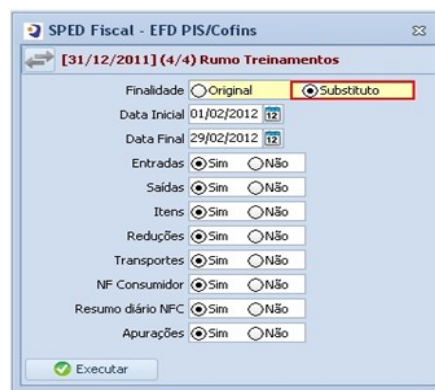 SPED Fiscal - EFD PIS/Cofins
[31/12/2011] (4/4) Rumo Treinamentos
Finalidade Original Substituto
Data Inicial 01/02/2012 12
Data Final 29/02/2012 12
Entradas Sim Não
Saídas Sim Não
Itens Sim Não
Reduções Sim Não
Transportes Sim Não
NF Consumidor Sim Não
Resumo diário NFC Sim Não
Apurações Sim Não
Executar